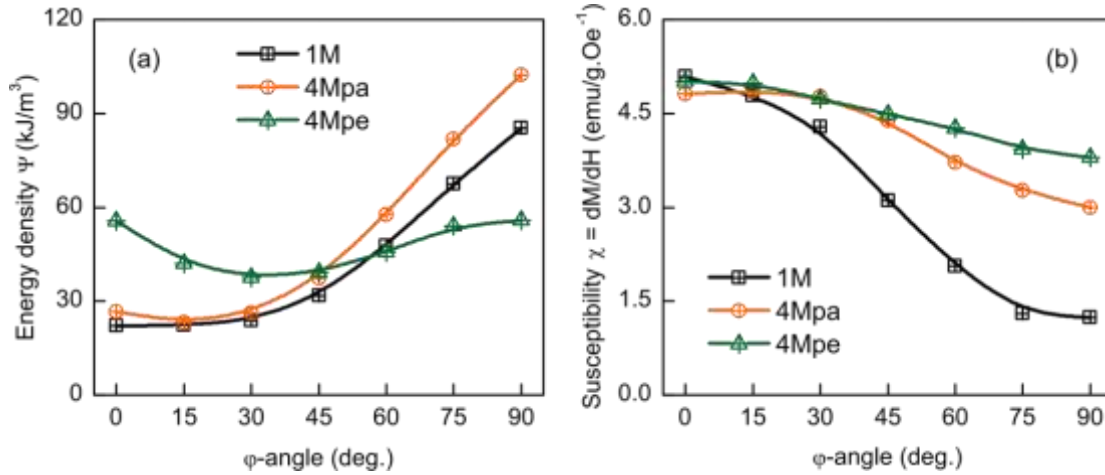 (a)
1M
4Mpa
4Mpe
Energy density Ψ (kJ/m³)
120
90
60
30
0
0 15 30 45 60 75 90
φ-angle (deg.)
(b)
1M
4Mpa
4Mpe
Susceptibility χ = dM/dH (emu/g.Oe⁻¹)
6.0
4.5
3.0
1.5
0.0
0 15 30 45 60 75 90
φ-angle (deg.)